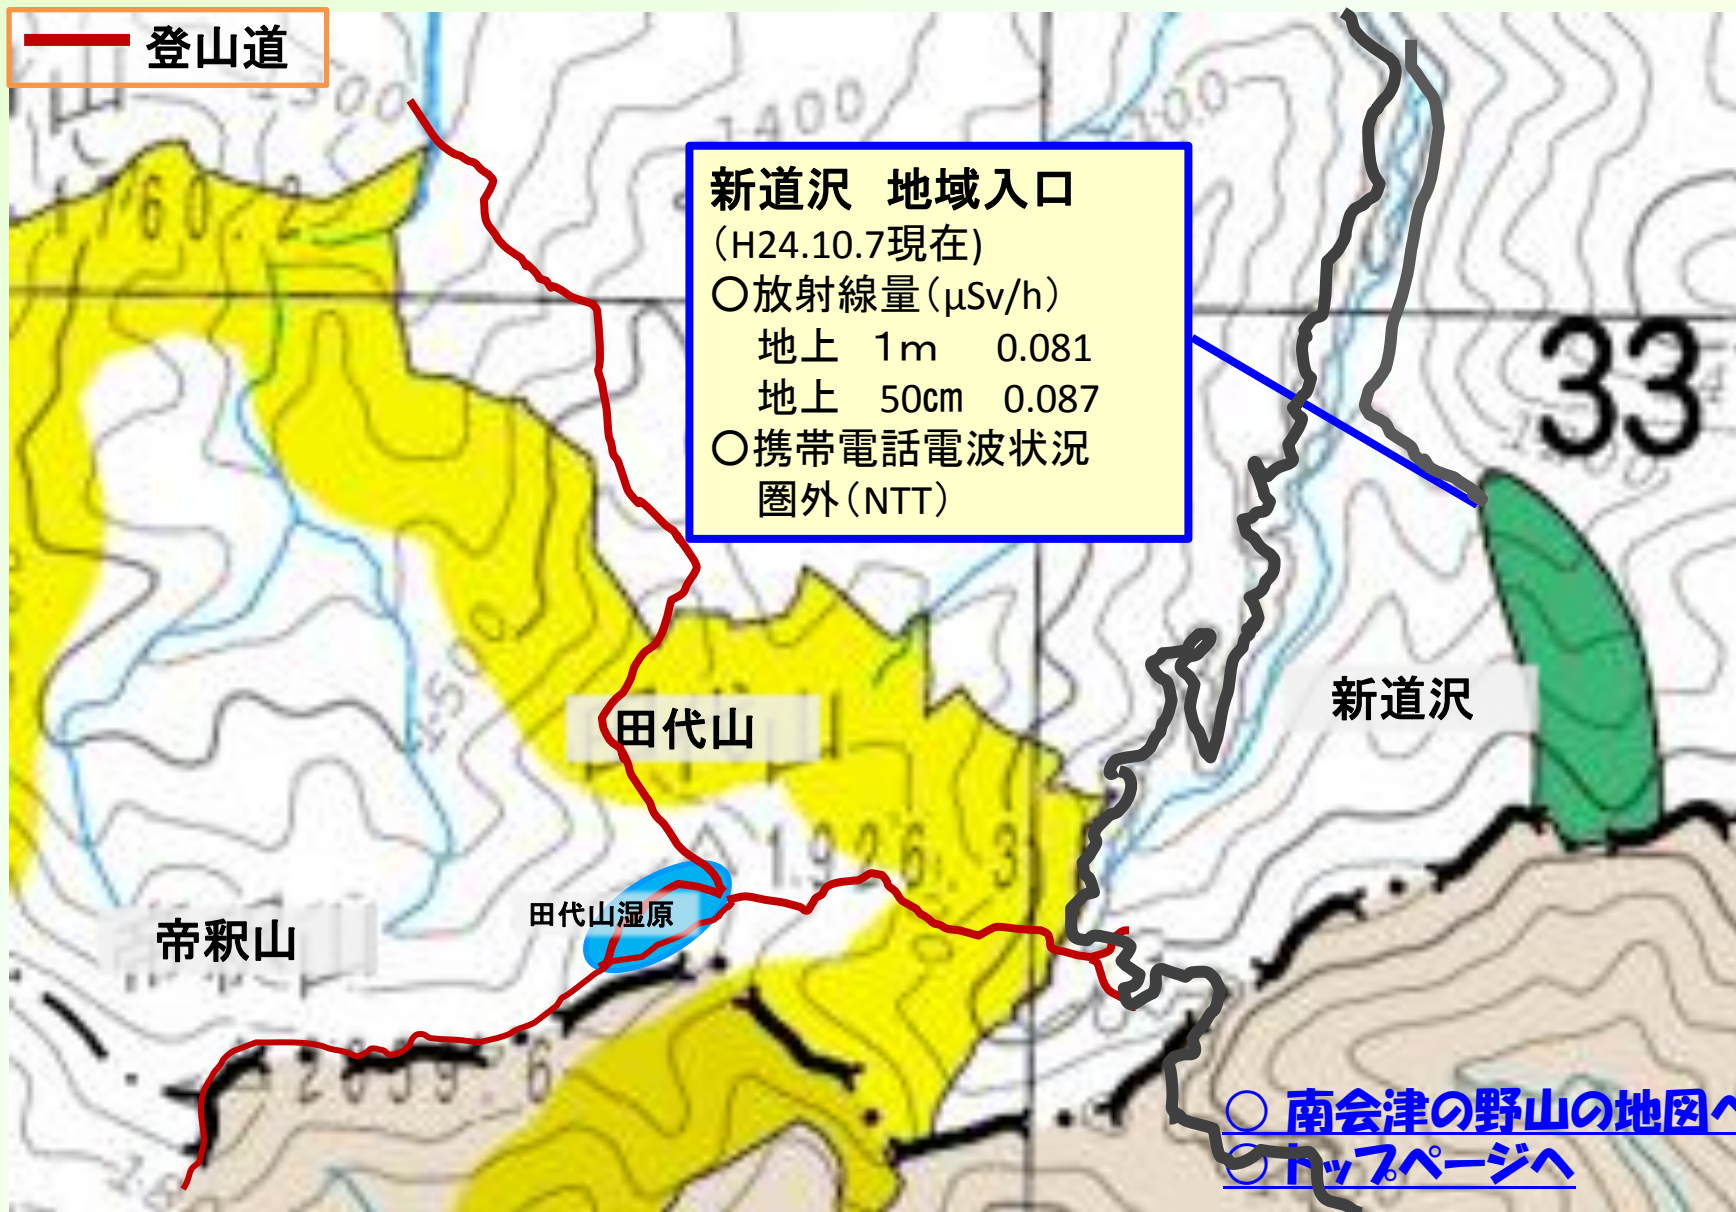 登山道
1400
1100
1760.2
新道沢　地域入口
（H24.10.7現在)
○放射線量（μSv/h）
地上　1m　0.081
地上　50cm　0.087
○携帯電話電波状況
圏外（NTT）
33
新道沢
田代山
1926.3
田代山湿原
帝釈山
2059.6
○ 南会津の野山の地図へ
○ トップページへ